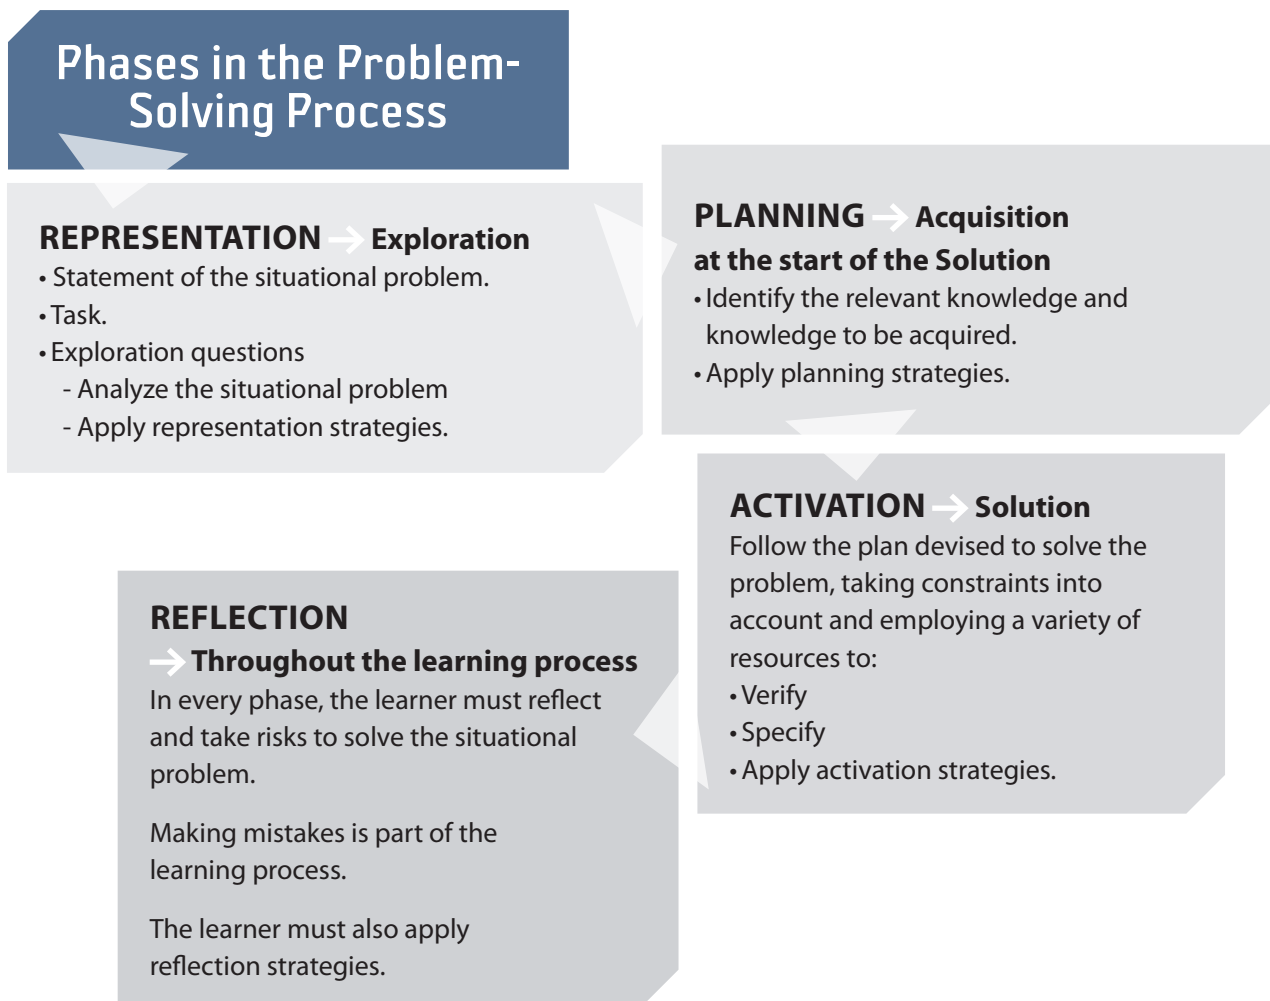 Phases in the Problem-
Solving Process
REPRESENTATION → Exploration
• Statement of the situational problem.
• Task.
• Exploration questions
- Analyze the situational problem
- Apply representation strategies.
PLANNING → Acquisition
at the start of the Solution
• Identify the relevant knowledge and
knowledge to be acquired.
• Apply planning strategies.
ACTIVATION → Solution
Follow the plan devised to solve the
problem, taking constraints into
account and employing a variety of
resources to:
• Verify
• Specify
• Apply activation strategies.
REFLECTION
→ Throughout the learning process
In every phase, the learner must reflect
and take risks to solve the situational
problem.
Making mistakes is part of the
learning process.
The learner must also apply
reflection strategies.